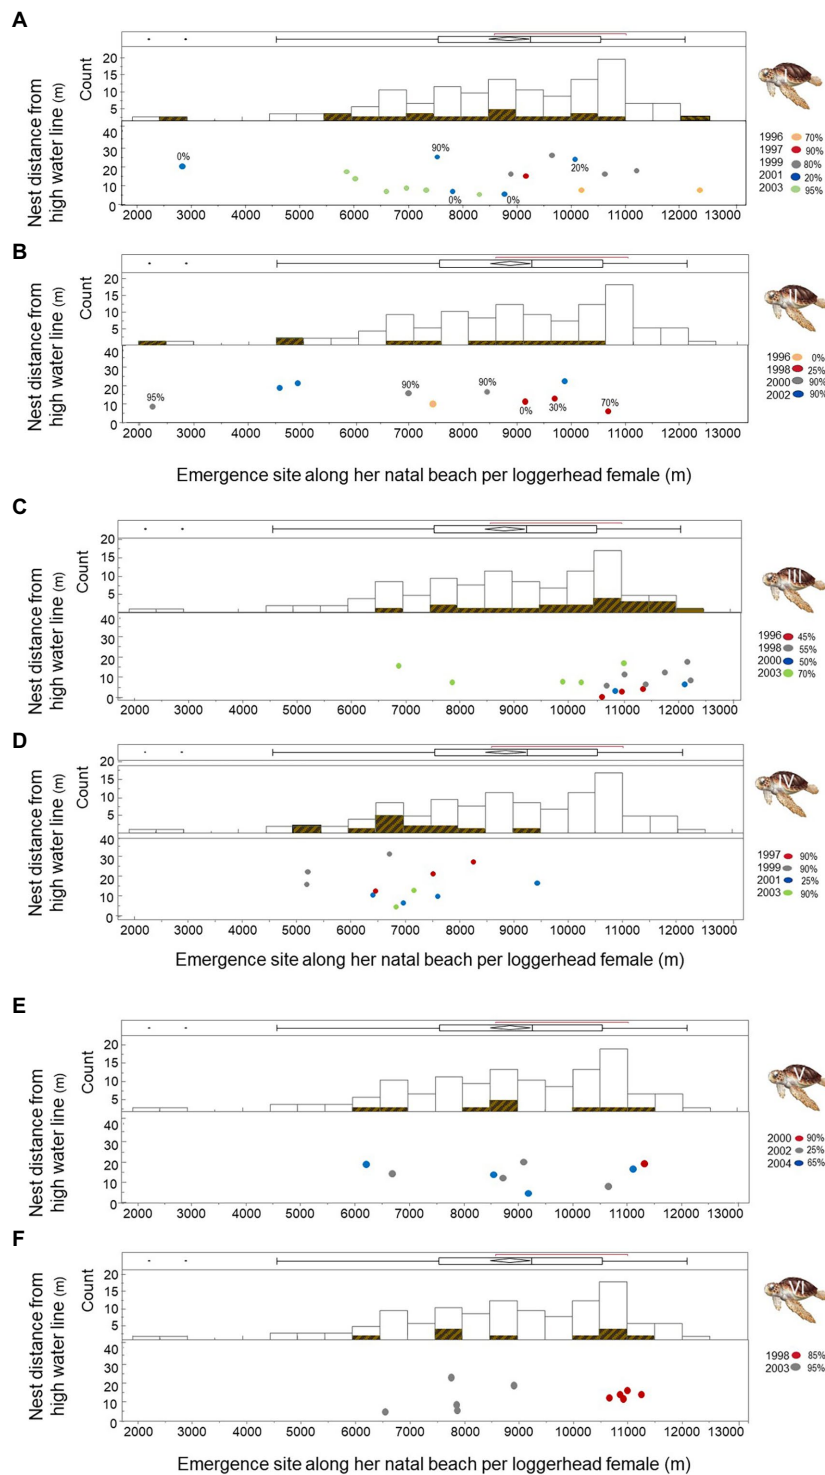 A
Nest distance from
high water line (m)
Count
20
15
10
5
I
1996 70%
1997 90%
1999 80%
2001 20%
2003 95%
40
30
20
10
0
0%
90%
0%
0%
20%
2000 3000 4000 5000 6000 7000 8000 9000 10000 11000 12000 13000
B
Nest distance from
high water line (m)
Count
20
15
10
5
II
1996 0%
1998 25%
2000 90%
2002 90%
40
30
20
10
0
95%
90%
90%
0%
30%
70%
2000 3000 4000 5000 6000 7000 8000 9000 10000 11000 12000 13000
Emergence site along her natal beach per loggerhead female (m)
C
Nest distance from
high water line (m)
Count
20
15
10
5
III
1996 45%
1998 55%
2000 50%
2003 70%
40
30
20
10
0
2000 3000 4000 5000 6000 7000 8000 9000 10000 11000 12000 13000
D
Nest distance from
high water line (m)
Count
20
15
10
5
IV
1997 90%
1999 90%
2001 25%
2003 90%
40
30
20
10
0
2000 3000 4000 5000 6000 7000 8000 9000 10000 11000 12000 13000
Emergence site along her natal beach per loggerhead female (m)
E
Nest distance from
high water line (m)
Count
20
15
10
5
V
2000 90%
2002 25%
2004 65%
40
30
20
10
0
2000 3000 4000 5000 6000 7000 8000 9000 10000 11000 12000 13000
F
Nest distance from
high water line (m)
Count
20
15
10
5
VI
1998 85%
2003 95%
40
30
20
10
0
2000 3000 4000 5000 6000 7000 8000 9000 10000 11000 12000 13000
Emergence site along her natal beach per loggerhead female (m)